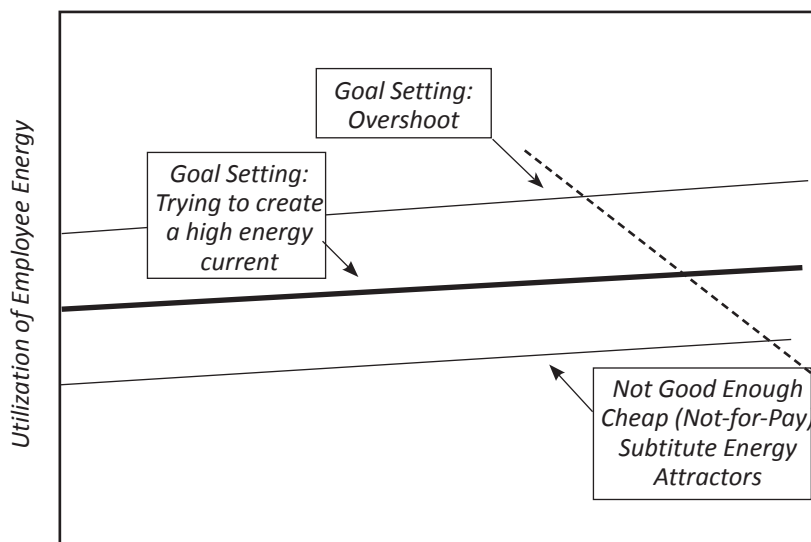 Utilization of Employee Energy
Goal Setting:
Overshoot
Goal Setting:
Trying to create
a high energy
current
Not Good Enough
Cheap (Not-for-Pay)
Subtitute Energy
Attractors